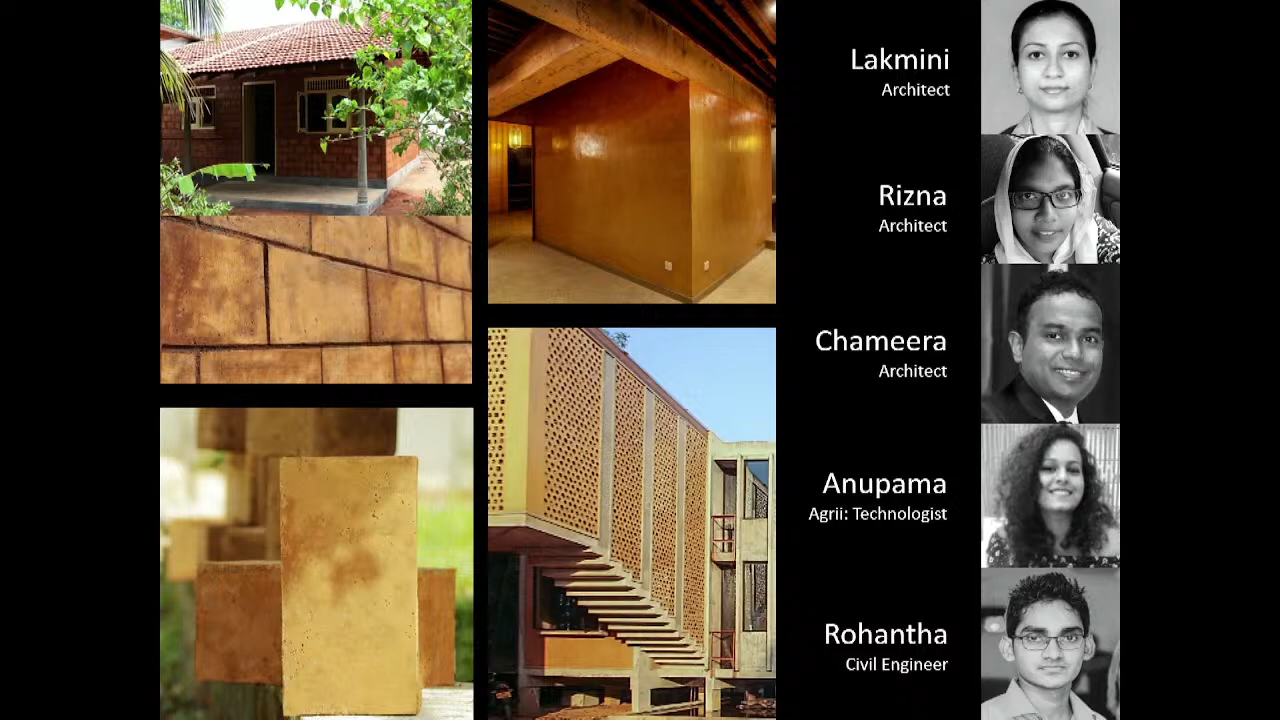 Lakmini
Architect
Rizna
Architect
Chameera
Architect
Anupama
Agrii: Technologist
Rohantha
Civil Engineer